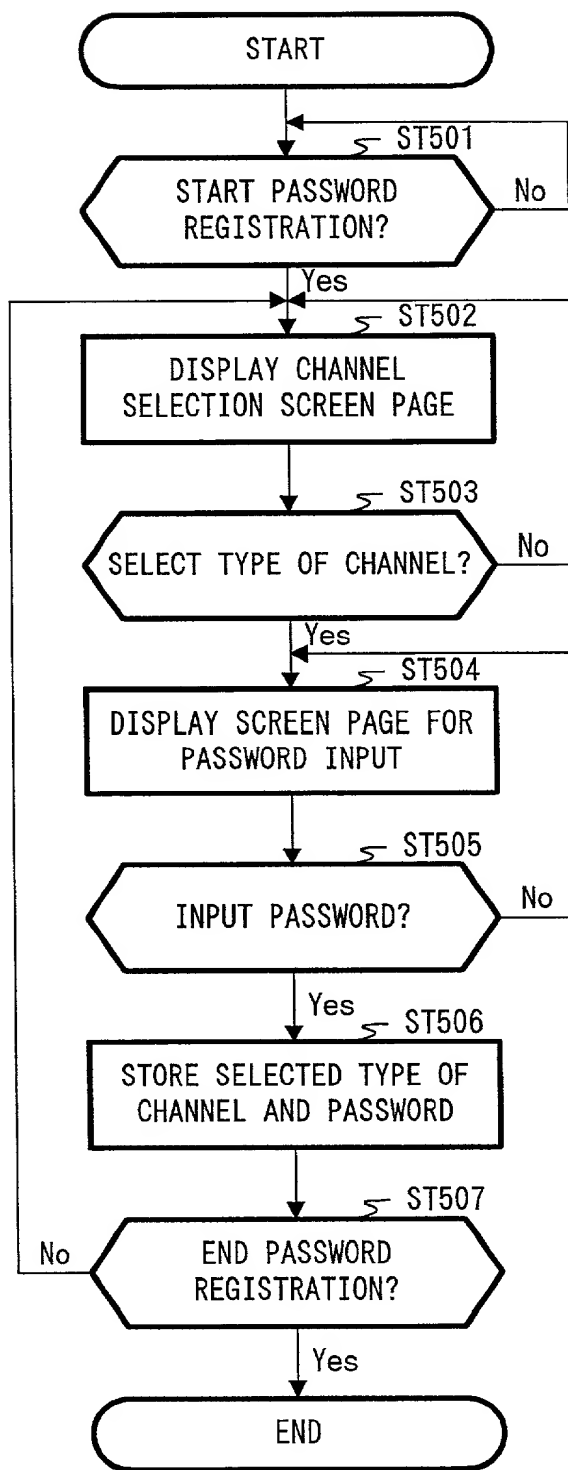 START
ST501
START PASSWORD
REGISTRATION?
No
Yes
ST502
DISPLAY CHANNEL
SELECTION SCREEN PAGE
ST503
SELECT TYPE OF CHANNEL?
No
Yes
ST504
DISPLAY SCREEN PAGE FOR
PASSWORD INPUT
ST505
INPUT PASSWORD?
No
Yes
ST506
STORE SELECTED TYPE OF
CHANNEL AND PASSWORD
ST507
No
END PASSWORD
REGISTRATION?
Yes
END